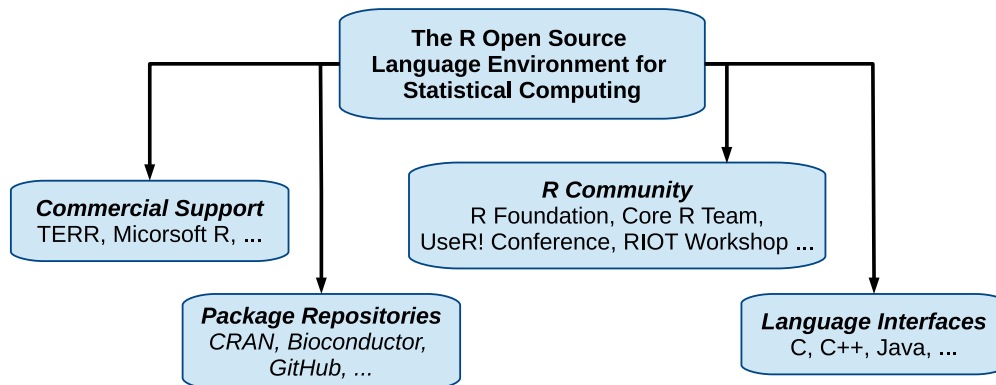 The R Open Source
Language Environment for
Statistical Computing
Commercial Support
TERR, Micorsoft R, ...
R Community
R Foundation, Core R Team,
UseR! Conference, RIOT Workshop ...
Package Repositories
CRAN, Bioconductor,
GitHub, ...
Language Interfaces
C, C++, Java, ...